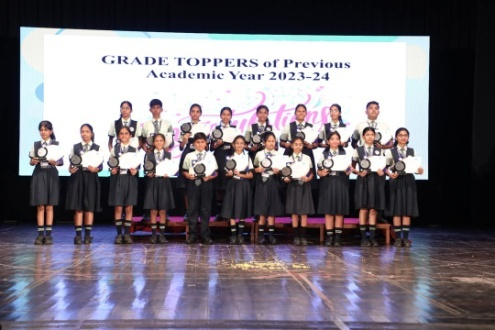 GRADE TOPPERS of Previous
Academic Year 2023-24